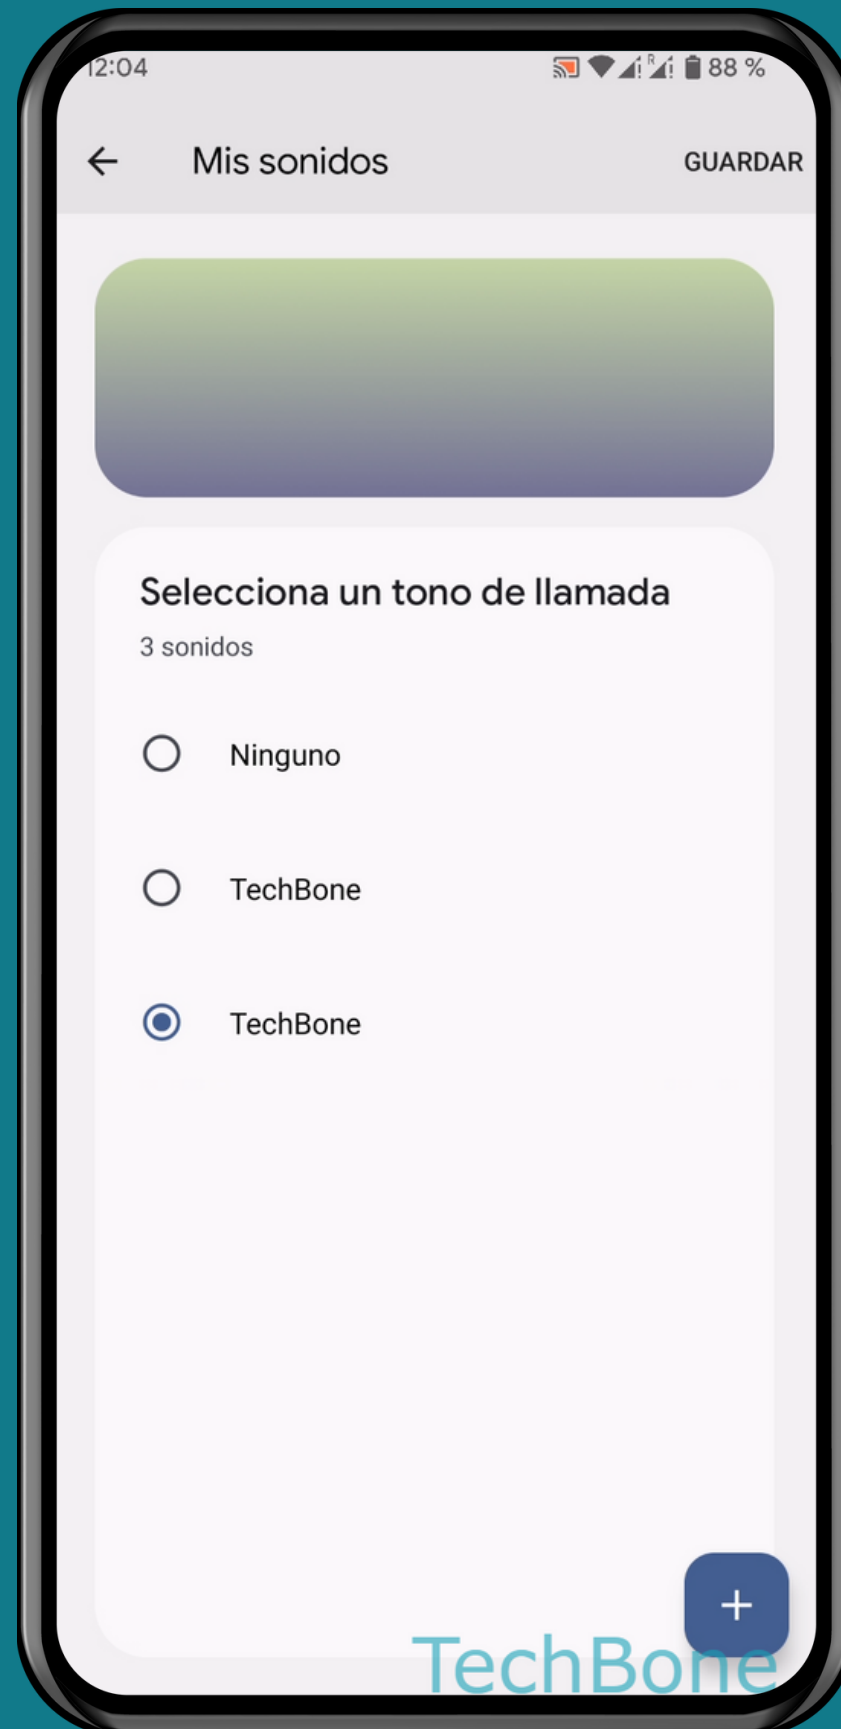 12:04 R 88 %
Mis sonidos GUARDAR
Selecciona un tono de llamada
3 sonidos
Ninguno
TechBone
TechBone
TechBone